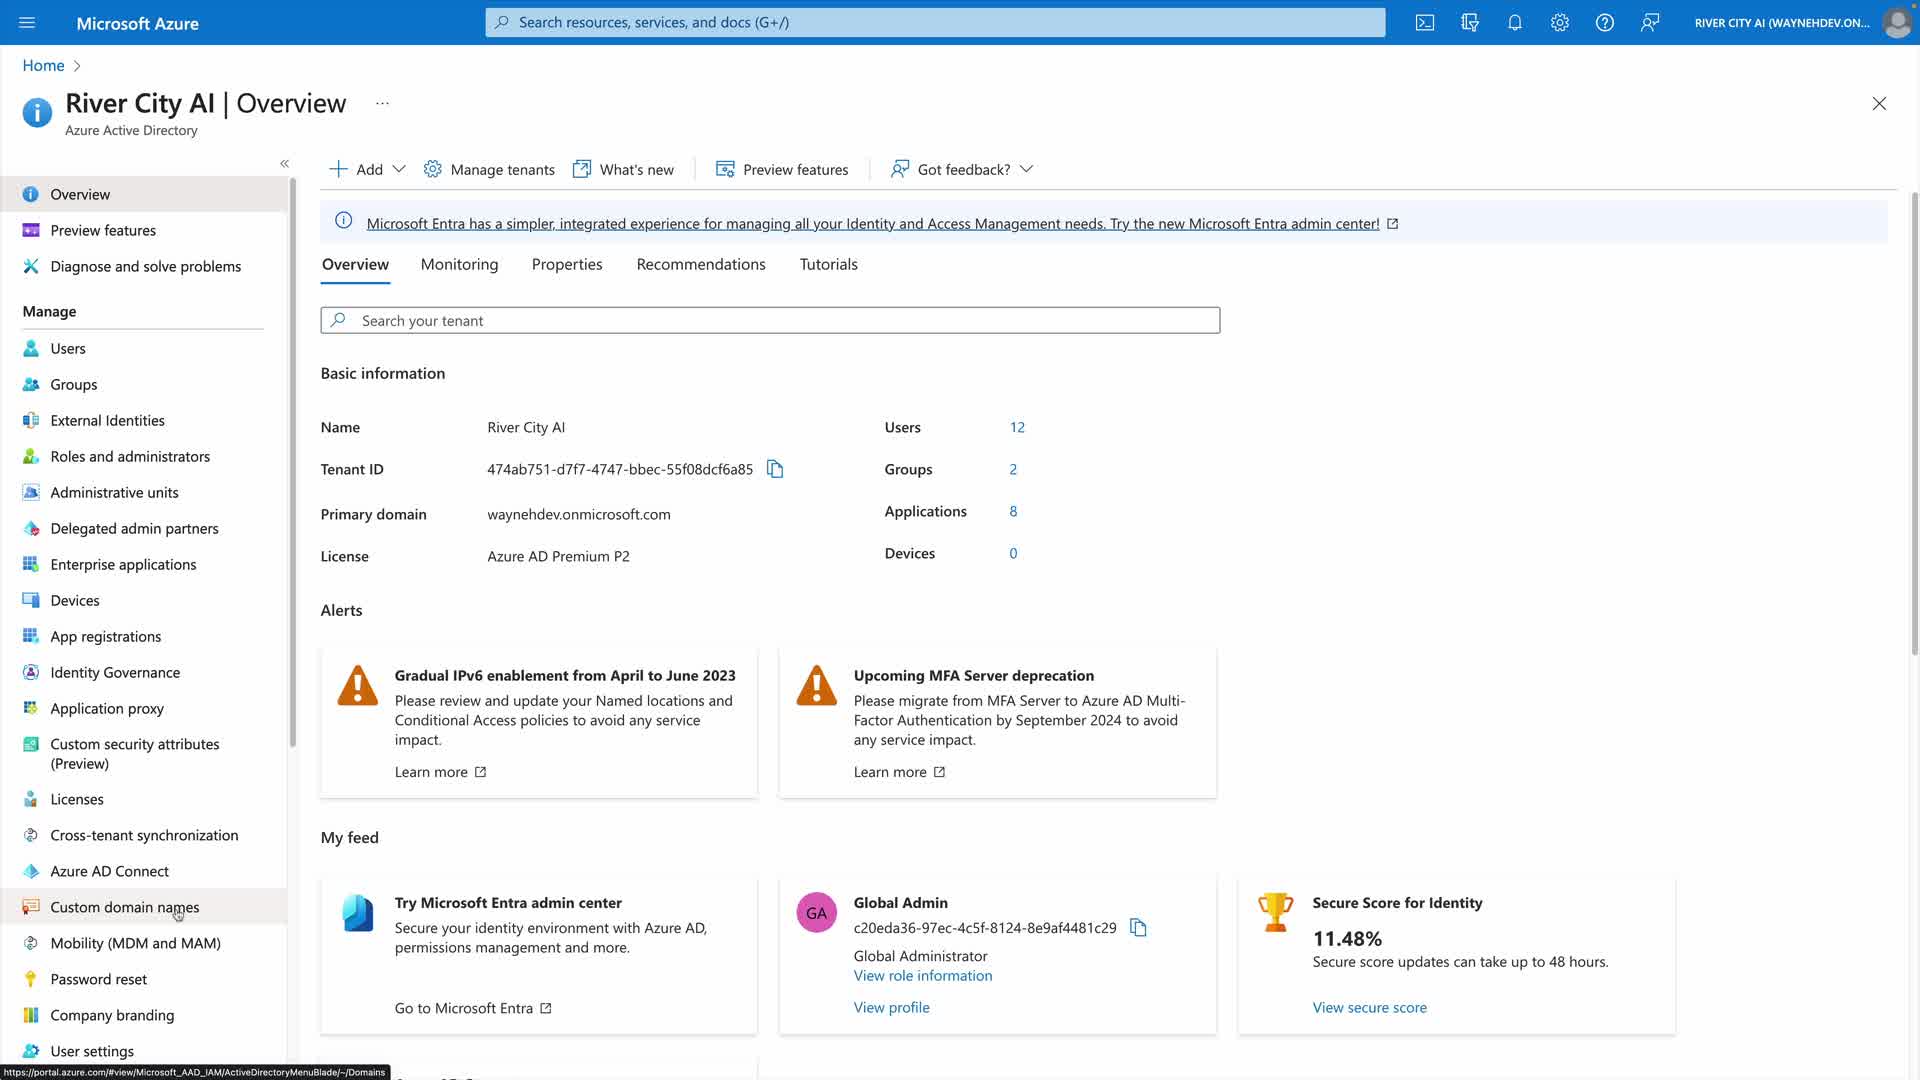 Microsoft Azure
Search resources, services, and docs (G+/)
RIVER CITY AI (WAYNEHDEV.ON...
Home
River City AI | Overview
...
Azure Active Directory
Overview
Preview features
Diagnose and solve problems
Manage
Users
Groups
External Identities
Roles and administrators
Administrative units
Delegated admin partners
Enterprise applications
Devices
App registrations
Identity Governance
Application proxy
Custom security attributes
(Preview)
Licenses
Cross-tenant synchronization
Azure AD Connect
Custom domain names
Mobility (MDM and MAM)
Password reset
Company branding
User settings
https://portal.azure.com/#view/Microsoft_AAD_IAM/ActiveDirectoryMenuBlade/~/Domains
Add
Manage tenants
What's new
Preview features
Got feedback?
Microsoft Entra has a simpler, integrated experience for managing all your Identity and Access Management needs. Try the new Microsoft Entra admin center!
Overview
Monitoring
Properties
Recommendations
Tutorials
Search your tenant
Basic information
Name
River City AI
Users
12
Tenant ID
474ab751-d7f7-4747-bbec-55f08dcf6a85
Groups
2
Primary domain
waynehdev.onmicrosoft.com
Applications
8
License
Azure AD Premium P2
Devices
0
Alerts
Gradual IPv6 enablement from April to June 2023
Please review and update your Named locations and
Conditional Access policies to avoid any service
impact.
Learn more
Upcoming MFA Server deprecation
Please migrate from MFA Server to Azure AD Multi-
Factor Authentication by September 2024 to avoid
any service impact.
Learn more
My feed
Try Microsoft Entra admin center
Secure your identity environment with Azure AD,
permissions management and more.
Go to Microsoft Entra
GA
Global Admin
c20eda36-97ec-4c5f-8124-8e9af4481c29
Global Administrator
View role information
View profile
Secure Score for Identity
11.48%
Secure score updates can take up to 48 hours.
View secure score